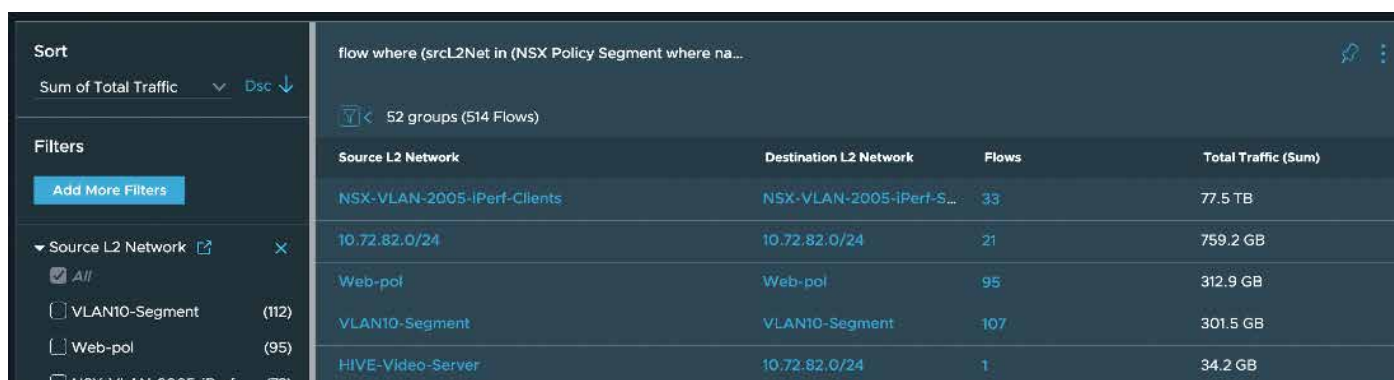 Sort
Sum of Total Traffic Dsc
Filters
Add More Filters
Source L2 Network
All
VLAN10-Segment (112)
Web-pol (95)
flow where (srcL2Net in (NSX Policy Segment where na...
52 groups (514 Flows)
Source L2 Network Destination L2 Network Flows Total Traffic (Sum)
NSX-VLAN-2005-iPerf-Clients NSX-VLAN-2005-iPerf-S... 33 77.5 TB
10.72.82.0/24 10.72.82.0/24 21 759.2 GB
Web-pol Web-pol 95 312.9 GB
VLAN10-Segment VLAN10-Segment 107 301.5 GB
HIVE-Video-Server 10.72.82.0/24 1 34.2 GB